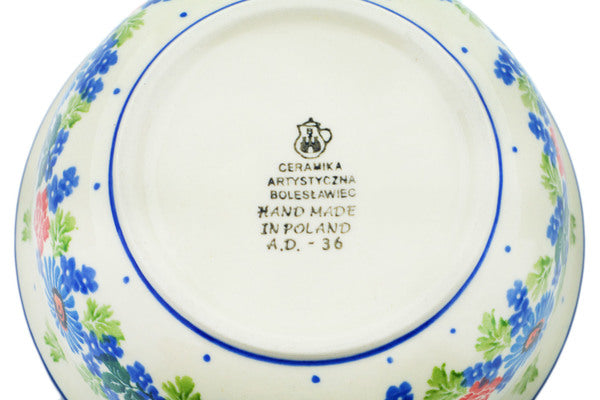 CERAMIKA
ARTYSTYCZNA
BOLESŁAWIEC
HAND MADE
IN POLAND
A.D. - 36